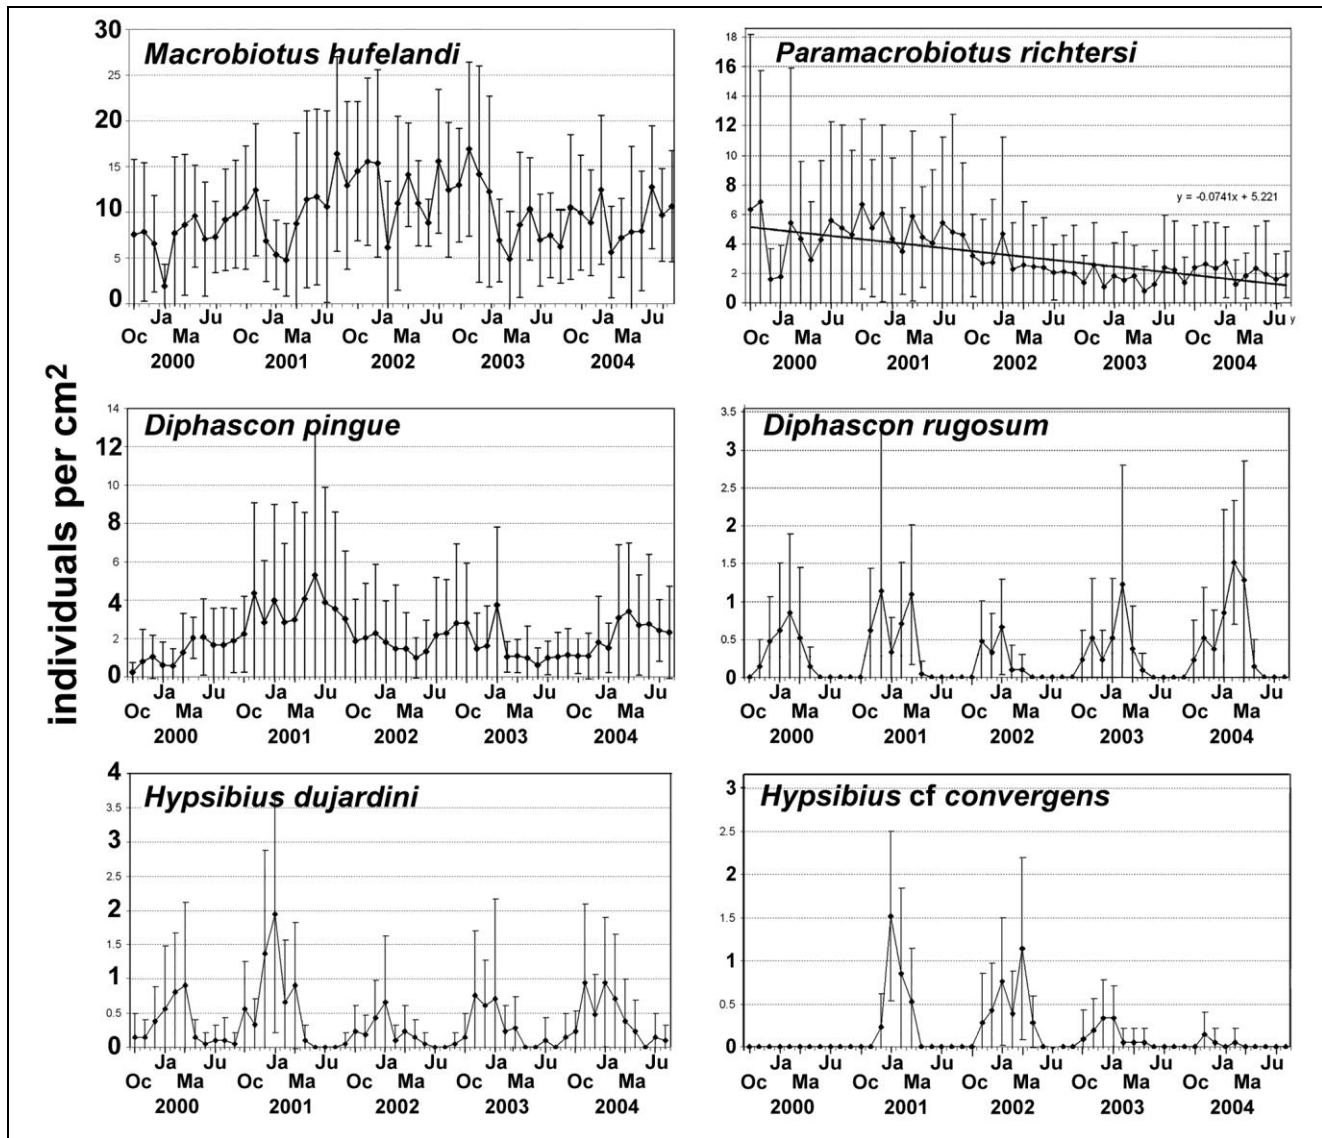 individuals per cm²
Macrobiotus hufelandi
30
25
20
15
10
5
0
Ja Ju Ja Ju Ja Ju Ja Ju Ja Ju
Oc Ma Oc Ma Oc Ma Oc Ma Oc Ma
2000 2001 2002 2003 2004
Paramacrobiotus richtersi
18
16
14
12
10
8
6
4
2
0
y = -0.0741x + 5.221
Ja Ju Ja Ju Ja Ju Ja Ju Ja Ju y
Oc Ma Oc Ma Oc Ma Oc Ma Oc Ma
2000 2001 2002 2003 2004
Diphascon pingue
14
12
10
8
6
4
2
0
Ja Ju Ja Ju Ja Ju Ja Ju Ja Ju
Oc Ma Oc Ma Oc Ma Oc Ma Oc Ma
2000 2001 2002 2003 2004
Diphascon rugosum
3.5
3
2.5
2
1.5
1
0.5
0
Ja Ju Ja Ju Ja Ju Ja Ju Ja Ju
Oc Ma Oc Ma Oc Ma Oc Ma Oc Ma
2000 2001 2002 2003 2004
Hypsibius dujardini
4
3.5
3
2.5
2
1.5
1
0.5
0
Ja Ju Ja Ju Ja Ju Ja Ju Ja Ju
Oc Ma Oc Ma Oc Ma Oc Ma Oc Ma
2000 2001 2002 2003 2004
Hypsibius cf convergens
3
2.5
2
1.5
1
0.5
0
Ja Ju Ja Ju Ja Ju Ja Ju Ja Ju
Oc Ma Oc Ma Oc Ma Oc Ma Oc Ma
2000 2001 2002 2003 2004